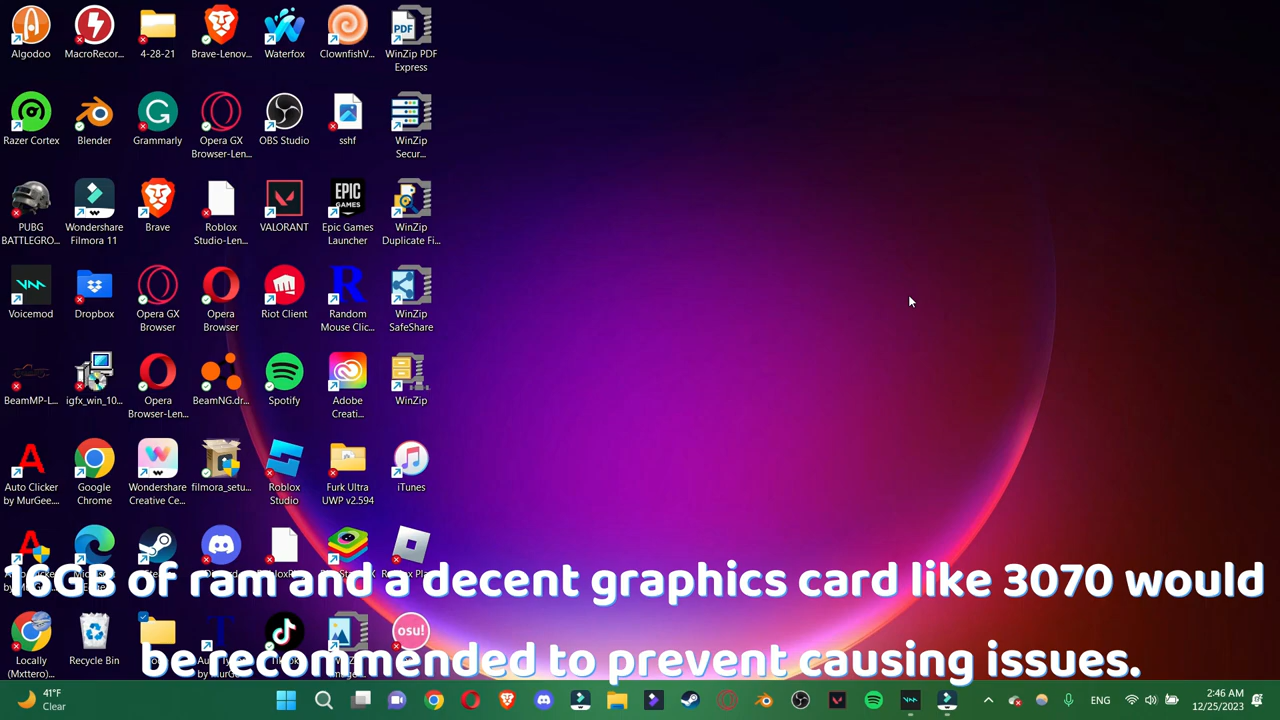 Algodoo
MacroRecor...
4-28-21
Brave-Lenov...
Waterfox
ClownfishV...
WinZip PDF
Express
Razer Cortex
Blender
Grammarly
Opera GX
Browser-Len...
OBS Studio
sshf
WinZip
Secur...
PUBG
BATTLEGRO...
Wondershare
Filmora 11
Brave
Roblox
Studio-Len...
VALORANT
EPIC
GAMES
Epic Games
Launcher
WinZip
Duplicate Fi...
Voicemod
Dropbox
Opera GX
Browser
Opera
Browser
Riot Client
Random
Mouse Clic...
WinZip
SafeShare
BeamMP-L...
igfx_win_10...
Opera
Browser-Len...
BeamNG.dr...
Spotify
Adobe
Creati...
WinZip
Auto Clicker
by MurGee....
Google
Chrome
Wondershare
Creative Ce...
filmora_setu...
Roblox
Studio
Furk Ultra
UWP v2.594
iTunes
16GB of ram and a decent graphics card like 3070 would
be recommended to prevent causing issues.
Locally
(Mxttero)
Recycle Bin
osu!
41°F
Clear
ENG
2:46 AM
12/25/2023